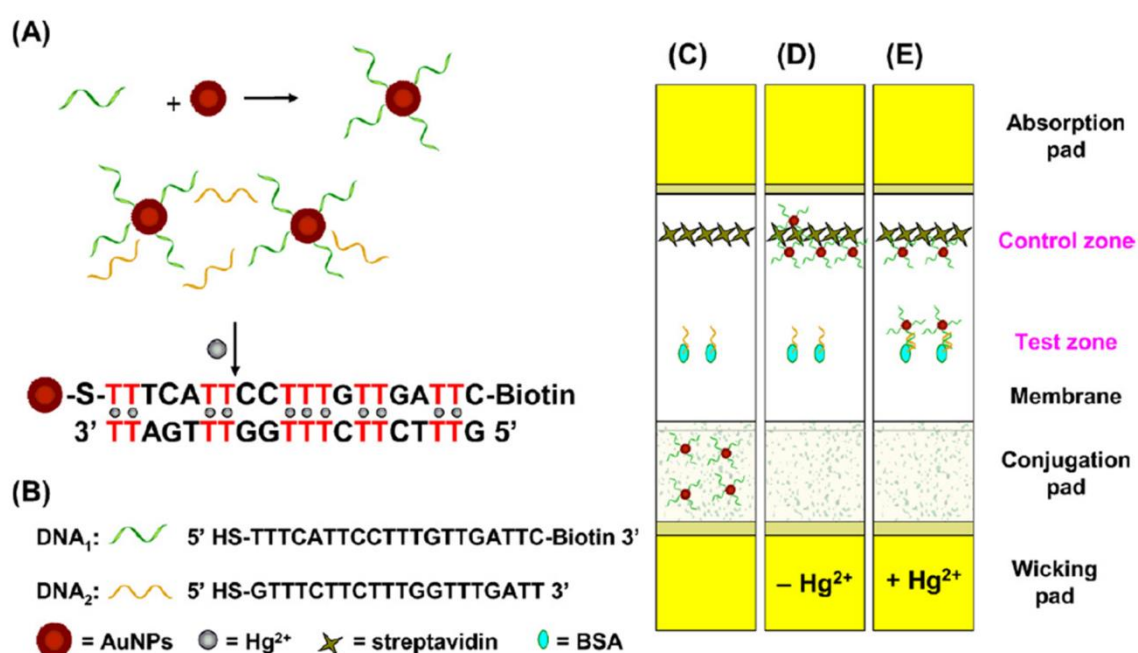 (A)
+
-S-TTTCATTCCTTTGTTGATTC-Biotin
3’ TTAGTTTGGTTTCTTCTTTG 5’
(B)
DNA₁: 5’ HS-TTTCATTCCTTTGTTGATTC-Biotin 3’
DNA₂: 5’ HS-GTTTCTTCTTTGGTTTGATT 3’
= AuNPs = Hg²⁺ = streptavidin = BSA
(C) (D) (E)
Absorption
pad
Control zone
Test zone
Membrane
Conjugation
pad
– Hg²⁺ + Hg²⁺
Wicking
pad